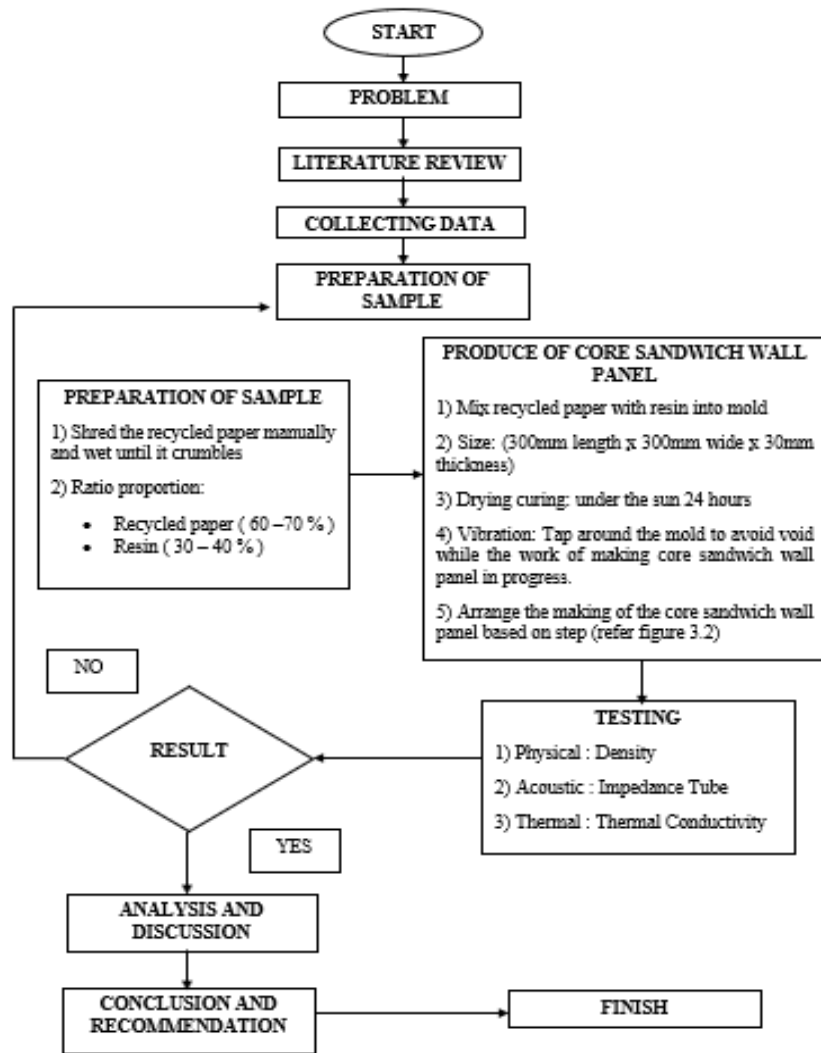 START
PROBLEM
LITERATURE REVIEW
COLLECTING DATA
PREPARATION OF
SAMPLE
PREPARATION OF SAMPLE
1) Shred the recycled paper manually
and wet until it crumbles
2) Ratio proportion:
• Recycled paper ( 60 –70 % )
• Resin ( 30 – 40 % )
PRODUCE OF CORE SANDWICH WALL
PANEL
1) Mix recycled paper with resin into mold
2) Size: (300mm length x 300mm wide x 30mm
thickness)
3) Drying curing: under the sun 24 hours
4) Vibration: Tap around the mold to avoid void
while the work of making core sandwich wall
panel in progress.
5) Arrange the making of the core sandwich wall
panel based on step (refer figure 3.2)
TESTING
1) Physical : Density
2) Acoustic : Impedance Tube
3) Thermal : Thermal Conductivity
NO
RESULT
YES
ANALYSIS AND
DISCUSSION
CONCLUSION AND
RECOMMENDATION
FINISH